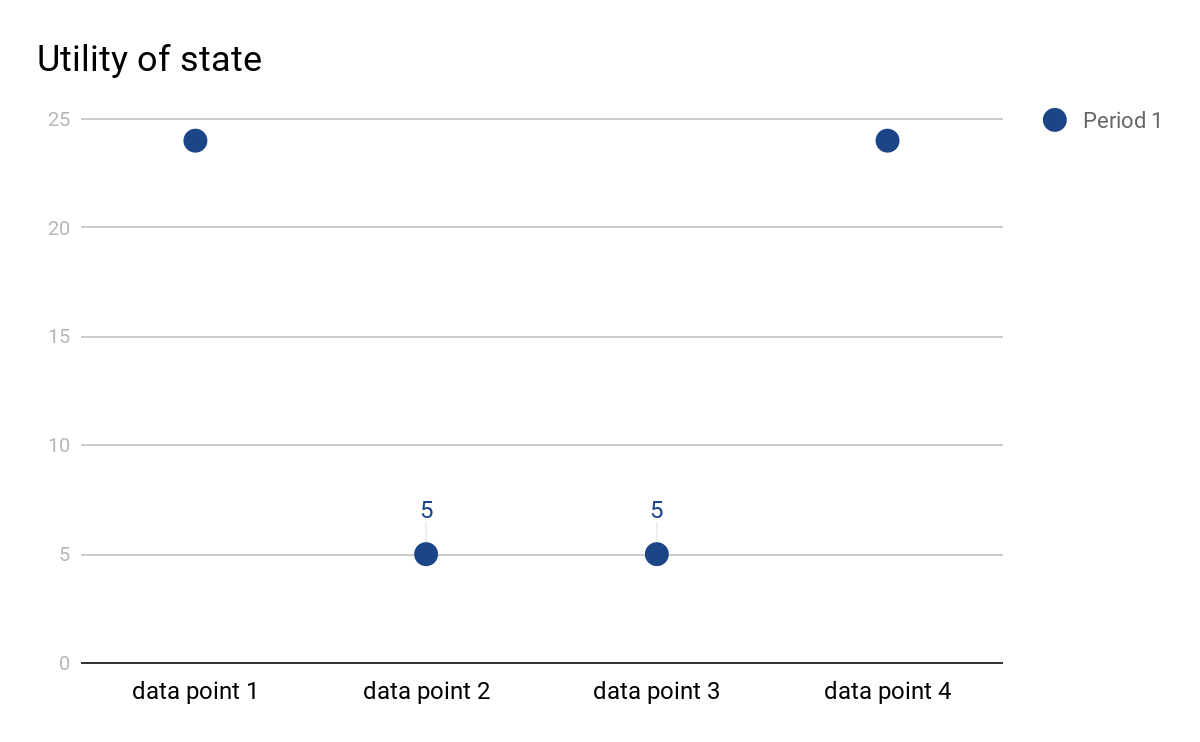 Utility of state
25
Period 1
20
15
10
5
5
5
0
data point 1
data point 2
data point 3
data point 4